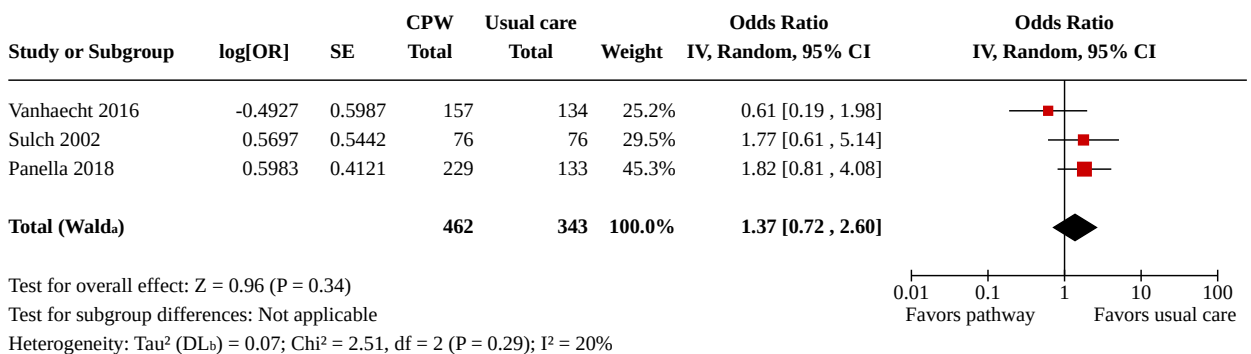 CPW Usual care Odds Ratio Odds Ratio
Study or Subgroup log[OR] SE Total Total Weight IV, Random, 95% CI IV, Random, 95% CI
Vanhaecht 2016 -0.4927 0.5987 157 134 25.2% 0.61 [0.19 , 1.98]
Sulch 2002 0.5697 0.5442 76 76 29.5% 1.77 [0.61 , 5.14]
Panella 2018 0.5983 0.4121 229 133 45.3% 1.82 [0.81 , 4.08]
Total (Waldₐ) 462 343 100.0% 1.37 [0.72 , 2.60]
Test for overall effect: Z = 0.96 (P = 0.34)
Test for subgroup differences: Not applicable
Heterogeneity: Tau² (DLb) = 0.07; Chi² = 2.51, df = 2 (P = 0.29); I² = 20%
0.01 0.1 1 10 100
Favors pathway Favors usual care